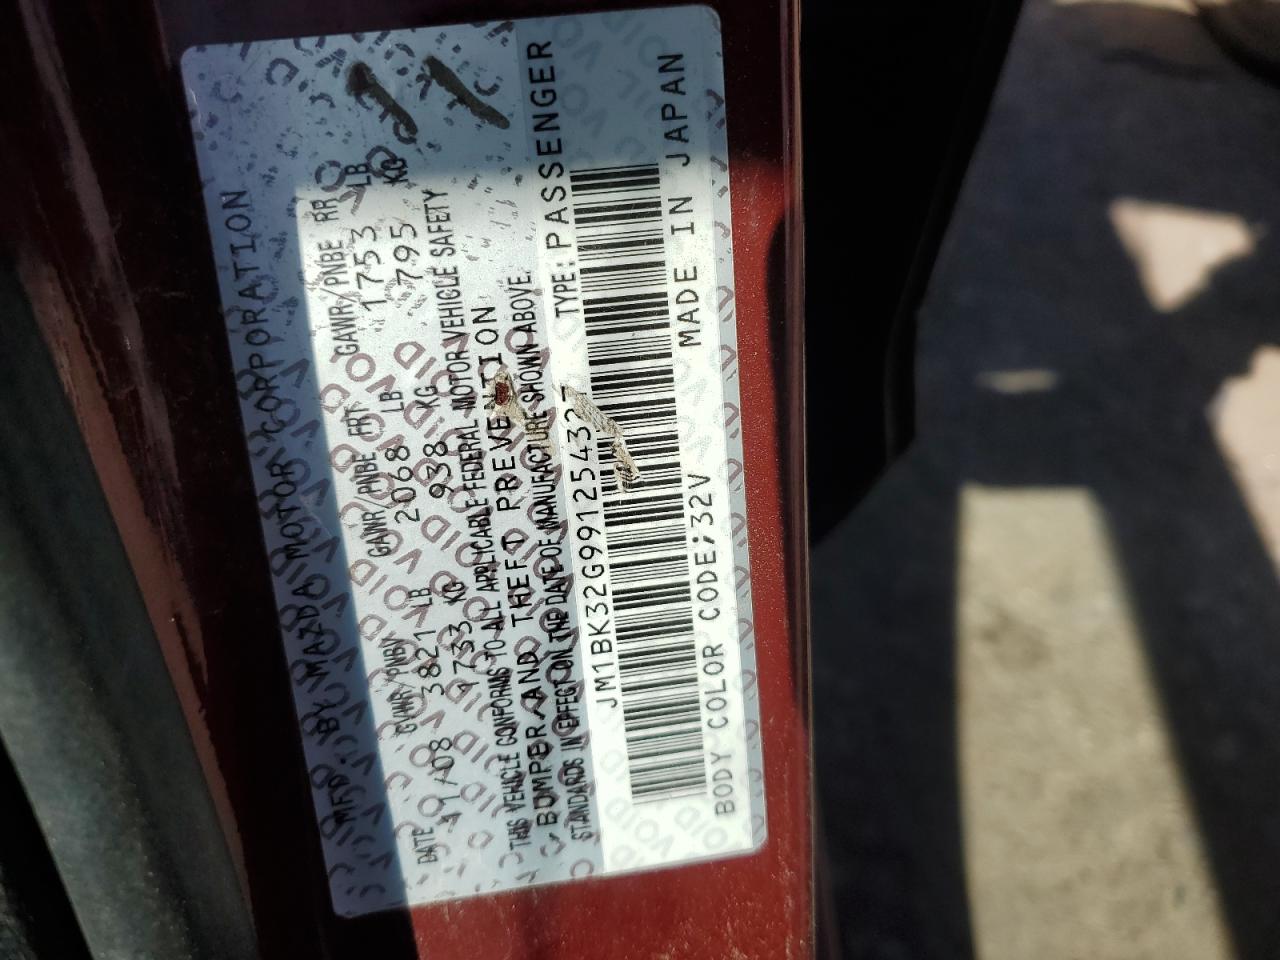 MFD. BY MAZDA MOTOR CORPORATION
DATE GVWR/PNBV GAWR/PNBE FRT GAWR/PNBE RR
11/08 3821 LB 2068 LB 1753 LB
1733 KG 938 KG 795 KG
THIS VEHICLE CONFORMS TO ALL APPLICABLE FEDERAL MOTOR VEHICLE SAFETY
BUMPER/AND THEFT PREVE TION
STANDARDS IN EFFECT ON THE DATE OF MANUFACTURE SHOWN ABOVE.
JM1BK32G991254327 TYPE:PASSENGER
BODY COLOR CODE;32V MADE IN JAPAN